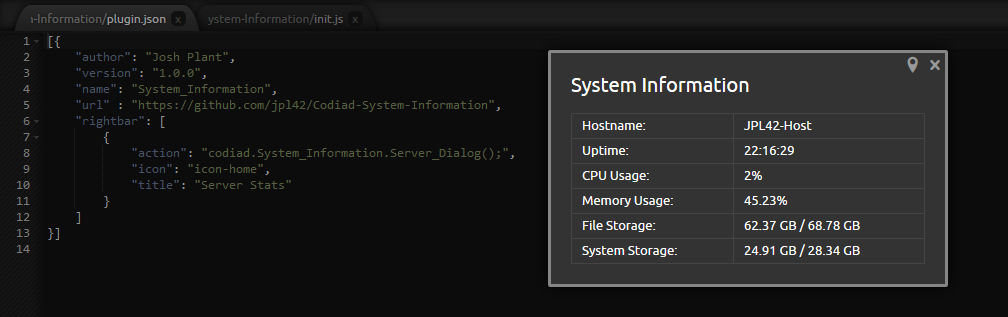 n-Information/plugin.json x ystem-Information/init.js x
1 [{
2 "author": "Josh Plant",
3 "version": "1.0.0",
4 "name": "System_Information",
5 "url" : "https://github.com/jpl42/Codiad-System-Information",
6 "rightbar": [
7 {
8 "action": "codiad.System_Information.Server_Dialog();",
9 "icon": "icon-home",
10 "title": "Server Stats"
11 }
12 ]
13 }]
14
System Information
Hostname: JPL42-Host
Uptime: 22:16:29
CPU Usage: 2%
Memory Usage: 45.23%
File Storage: 62.37 GB / 68.78 GB
System Storage: 24.91 GB / 28.34 GB